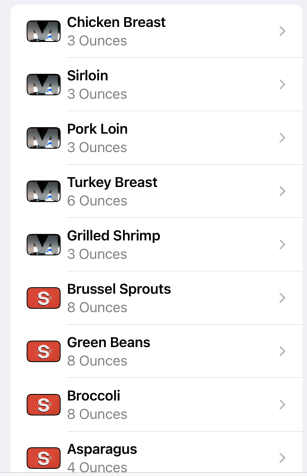 Chicken Breast
3 Ounces
Sirloin
3 Ounces
Pork Loin
3 Ounces
Turkey Breast
6 Ounces
Grilled Shrimp
3 Ounces
S
Brussel Sprouts
8 Ounces
S
Green Beans
8 Ounces
S
Broccoli
8 Ounces
S
Asparagus
4 Ounces